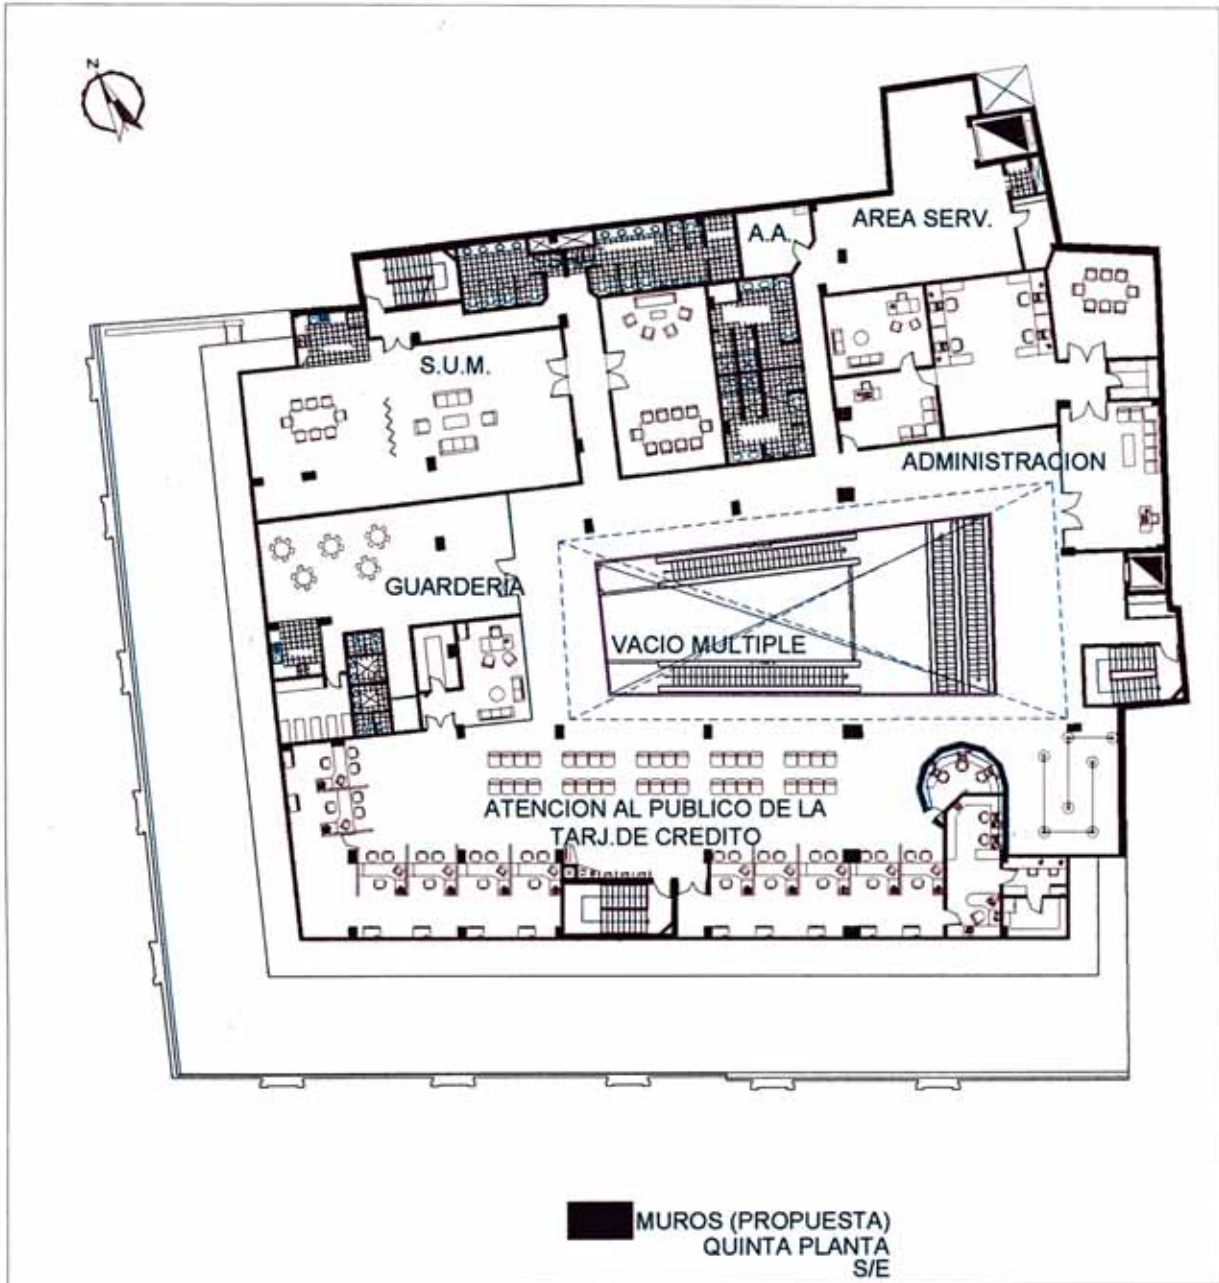 N
A.A.
AREA SERV.
S.U.M.
ADMINISTRACION
GUARDERIA
VACIO MULTIPLE
ATENCION AL PUBLICO DE LA
TARJ.DE CREDITO
MUROS (PROPUESTA)
QUINTA PLANTA
S/E